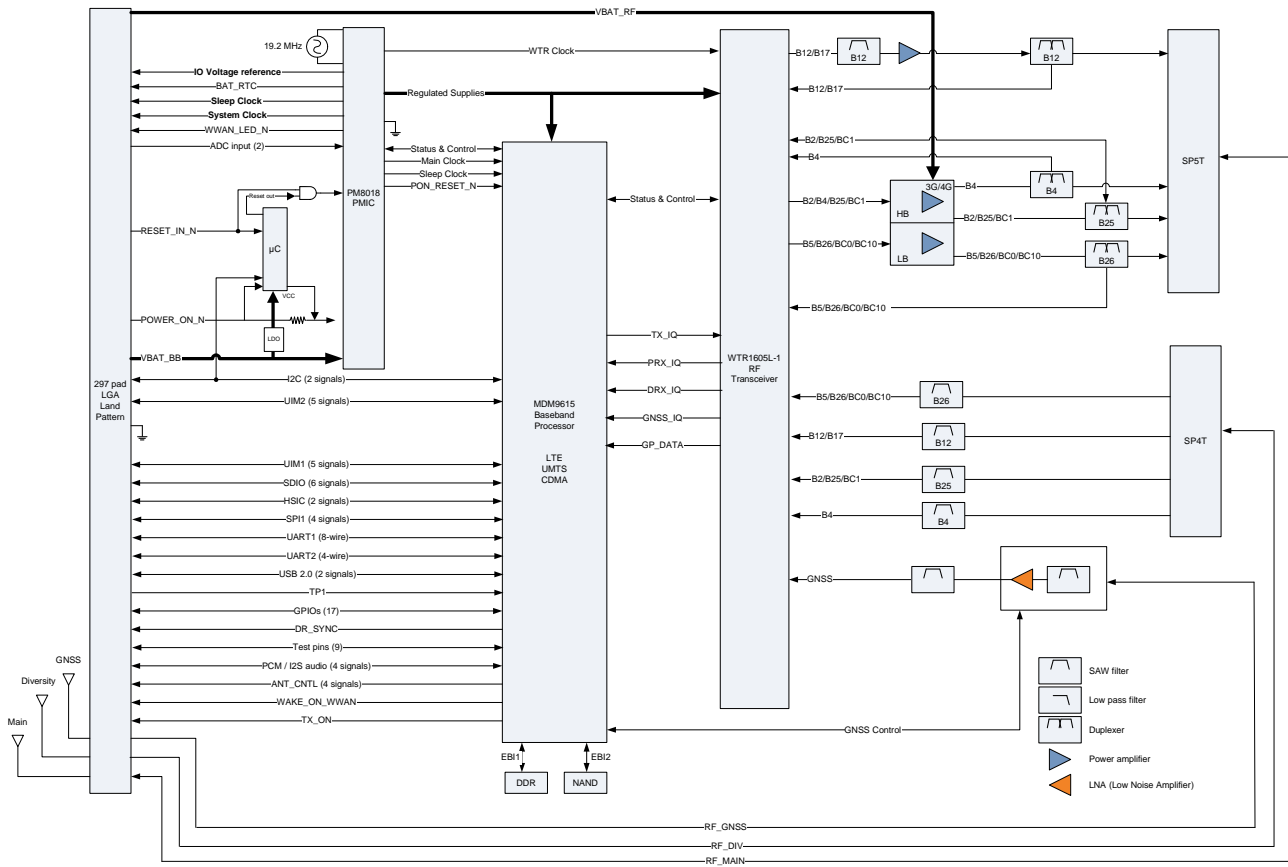 VBAT_RF
19.2 MHz
WTR Clock
IO Voltage reference
BAT_RTC
Sleep Clock
System Clock
WWAN_LED_N
ADC input (2)
Regulated Supplies
Status & Control
Main Clock
Sleep Clock
PON_RESET_N
PM8018
PMIC
Reset out
RESET_IN_N
µC
VCC
POWER_ON_N
LDO
VBAT_BB
297 pad
LGA
Land
Pattern
I2C (2 signals)
UIM2 (5 signals)
UIM1 (5 signals)
SDIO (6 signals)
HSIC (2 signals)
SPI1 (4 signals)
UART1 (8-wire)
UART2 (4-wire)
USB 2.0 (2 signals)
TP1
GPIOs (17)
DR_SYNC
Test pins (9)
PCM / I2S audio (4 signals)
ANT_CNTL (4 signals)
WAKE_ON_WWAN
TX_ON
GNSS
Diversity
Main
MDM9615
Baseband
Processor
LTE
UMTS
CDMA
EBI1
EBI2
DDR
NAND
Status & Control
TX_IQ
PRX_IQ
DRX_IQ
GNSS_IQ
GP_DATA
GNSS Control
WTR1605L-1
RF
Transceiver
B12/B17
B12
B12
B12/B17
B2/B25/BC1
B4
3G/4G
B4
B4
B2/B4/B25/BC1
HB
B2/B25/BC1
B25
B5/B26/BC0/BC10
LB
B5/B26/BC0/BC10
B26
B5/B26/BC0/BC10
SP5T
B5/B26/BC0/BC10
B26
B12/B17
B12
B2/B25/BC1
B25
B4
B4
SP4T
GNSS
SAW filter
Low pass filter
Duplexer
Power amplifier
LNA (Low Noise Amplifier)
RF_GNSS
RF_DIV
RF_MAIN